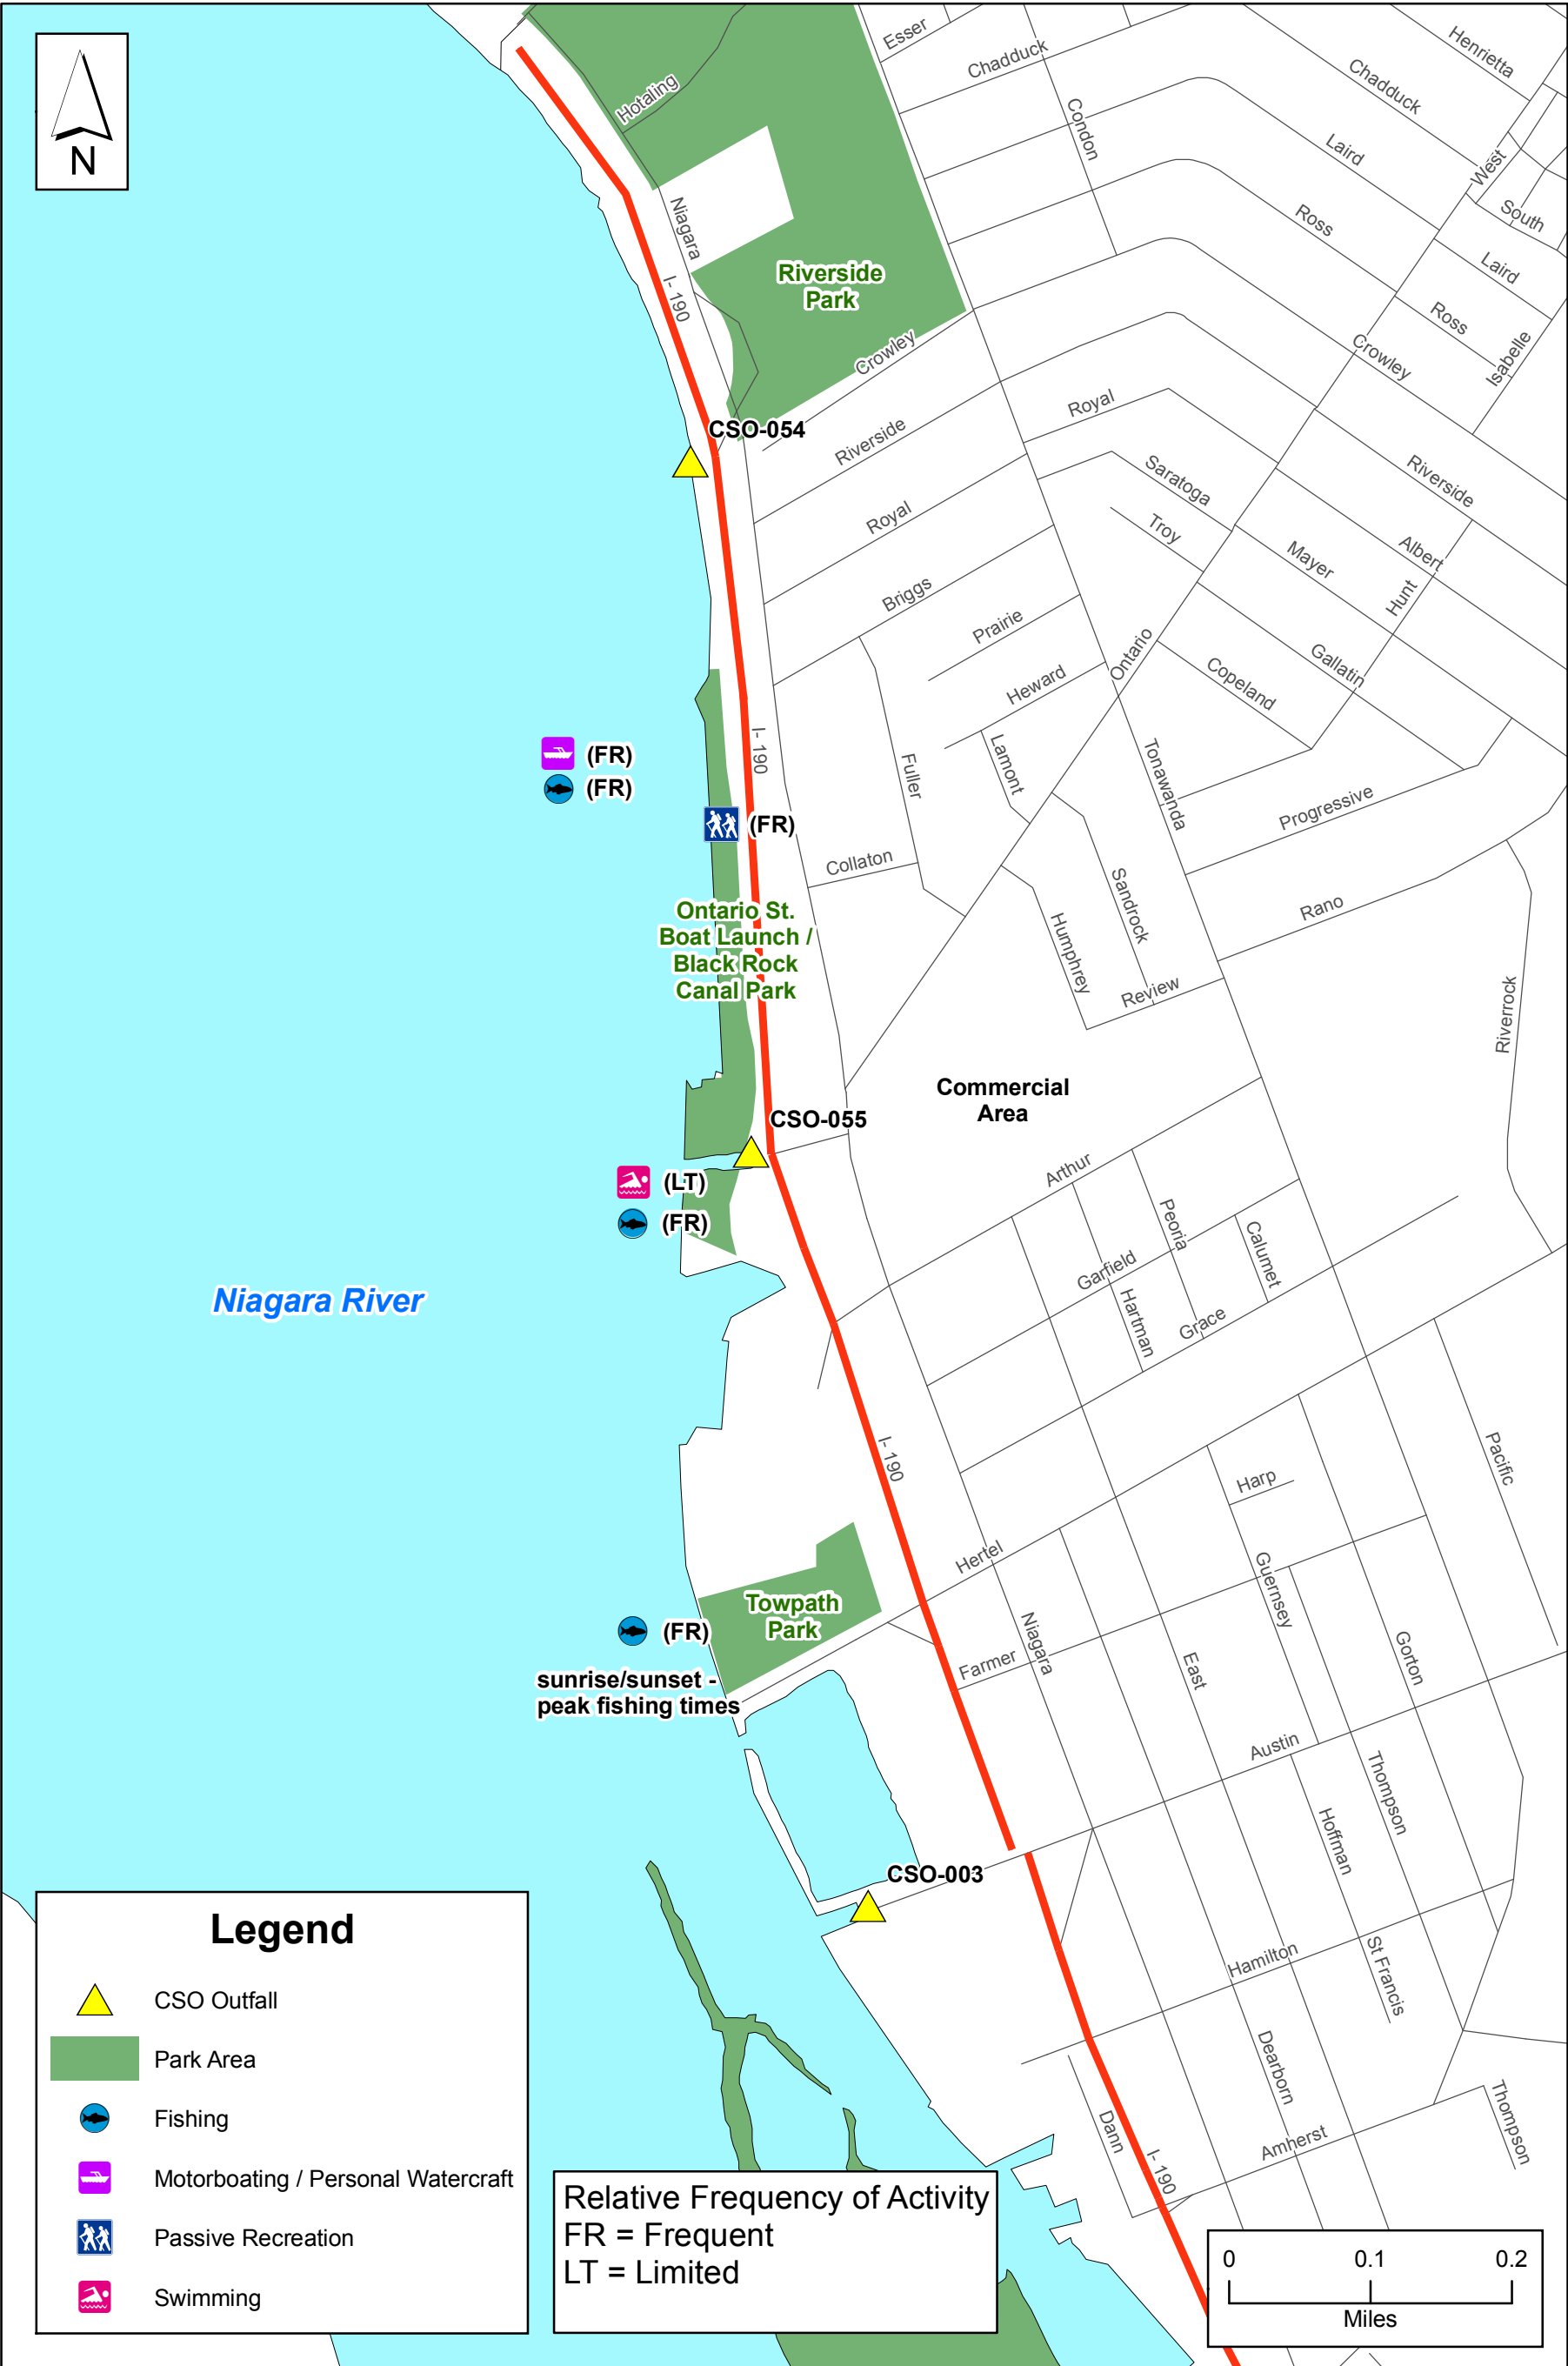 N
Esser
Chadduck
Henrietta
Chadduck
Hotaling
Condon
Laird
West
South
Niagara
Ross
Laird
Riverside
Park
I- 190
Ross
Crowley
Crowley
Isabelle
CSO-054
Riverside
Royal
Royal
Saratoga
Riverside
Troy
Mayer
Albert
Briggs
Hunt
Prairie
Ontario
Gallatin
Heward
Copeland
I- 190
(FR)
(FR)
(FR)
Fuller
Lamont
Tonawanda
Progressive
Collaton
Sandrock
Rano
Ontario St.
Boat Launch /
Black Rock
Canal Park
Humphrey
Review
Riverrock
Commercial
Area
CSO-055
Arthur
(LT)
(FR)
Peoria
Calumet
Garfield
Hartman
Grace
Niagara River
I- 190
Pacific
Harp
Hertel
Guernsey
Towpath
Park
(FR)
Niagara
Farmer
East
Gorton
sunrise/sunset -
peak fishing times
Austin
Thompson
Hoffman
CSO-003
Hamilton
St Francis
Dearborn
Dann
Amherst
Thompson
I- 190
Legend
CSO Outfall
Park Area
Fishing
Motorboating / Personal Watercraft
Passive Recreation
Swimming
Relative Frequency of Activity
FR = Frequent
LT = Limited
0 0.1 0.2
Miles